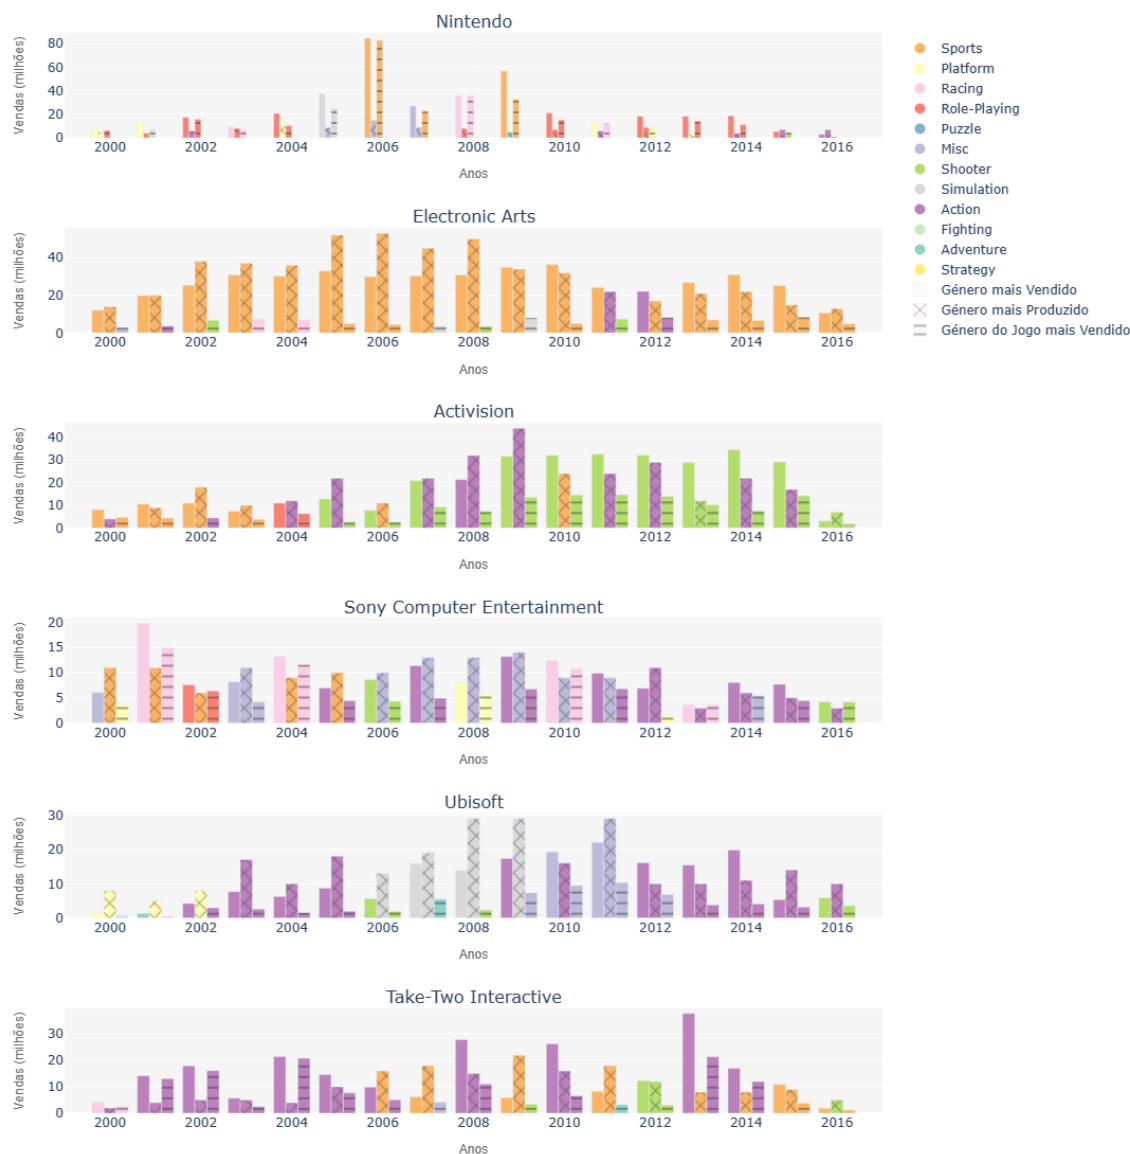 Nintendo
Vendas (milhões)
80
60
40
20
0
2000 2002 2004 2006 2008 2010 2012 2014 2016
Anos
Sports
Platform
Racing
Role-Playing
Puzzle
Misc
Shooter
Simulation
Action
Fighting
Adventure
Strategy
Género mais Vendido
Género mais Produzido
Género do Jogo mais Vendido
Electronic Arts
Vendas (milhões)
40
20
0
2000 2002 2004 2006 2008 2010 2012 2014 2016
Anos
Activision
Vendas (milhões)
40
30
20
10
0
2000 2002 2004 2006 2008 2010 2012 2014 2016
Anos
Sony Computer Entertainment
Vendas (milhões)
20
15
10
5
0
2000 2002 2004 2006 2008 2010 2012 2014 2016
Anos
Ubisoft
Vendas (milhões)
30
20
10
0
2000 2002 2004 2006 2008 2010 2012 2014 2016
Anos
Take-Two Interactive
Vendas (milhões)
30
20
10
0
2000 2002 2004 2006 2008 2010 2012 2014 2016
Anos